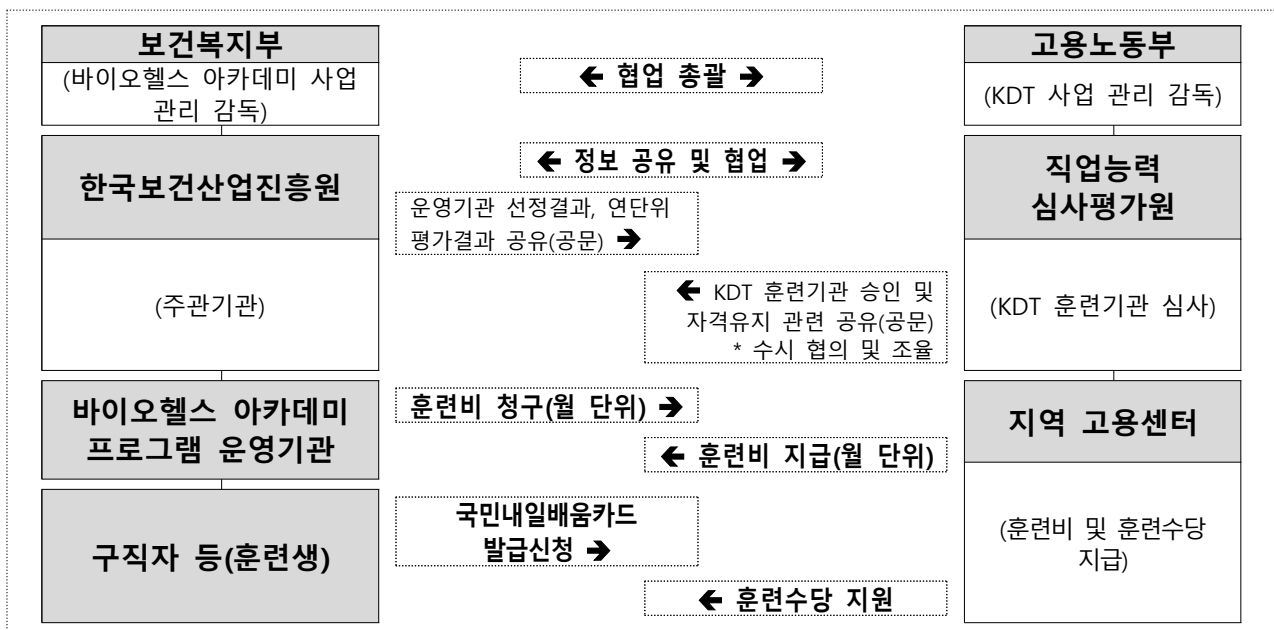 보건복지부
(바이오헬스 아카데미 사업
관리 감독)
← 협업 총괄 →
고용노동부
(KDT 사업 관리 감독)
한국보건산업진흥원
← 정보 공유 및 협업 →
직업능력
심사평가원
운영기관 선정결과, 연단위
평가결과 공유(공문) →
(주관기관)
← KDT 훈련기관 승인 및
자격유지 관련 공유(공문)
* 수시 협의 및 조율
(KDT 훈련기관 심사)
바이오헬스 아카데미
프로그램 운영기관
훈련비 청구(월 단위) →
← 훈련비 지급(월 단위)
지역 고용센터
구직자 등(훈련생)
국민내일배움카드
발급신청 →
← 훈련수당 지원
(훈련비 및 훈련수당
지급)